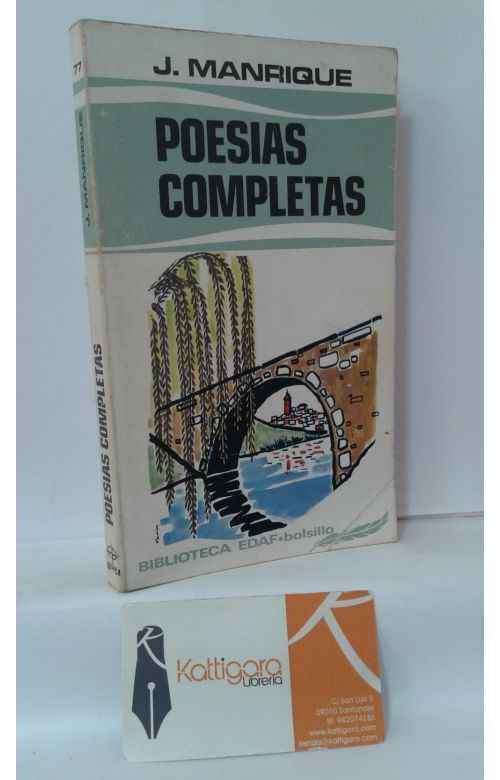 J. MANRIQUE
POESIAS
COMPLETAS
BIBLIOTECA EDAF•bolsillo
77
J. MANRIQUE
POESIAS COMPLETAS
Kattigara
Librería
C/ San Luis 5
39010 Santander
tlf: 942074286
www.kattigara.com
tienda@kattigara.com